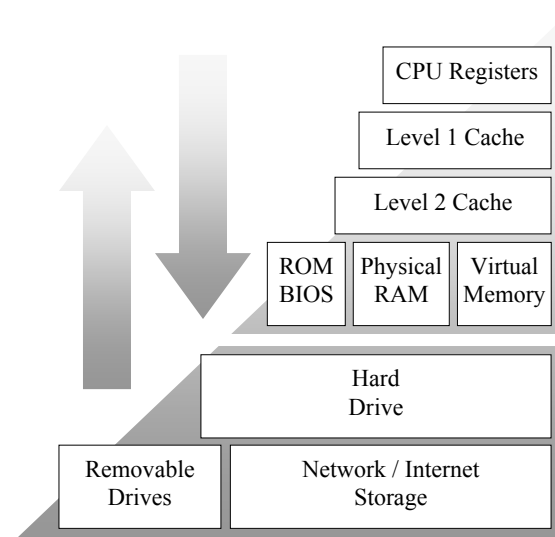 CPU Registers
Level 1 Cache
Level 2 Cache
ROM
BIOS
Physical
RAM
Virtual
Memory
Hard
Drive
Removable
Drives
Network / Internet
Storage